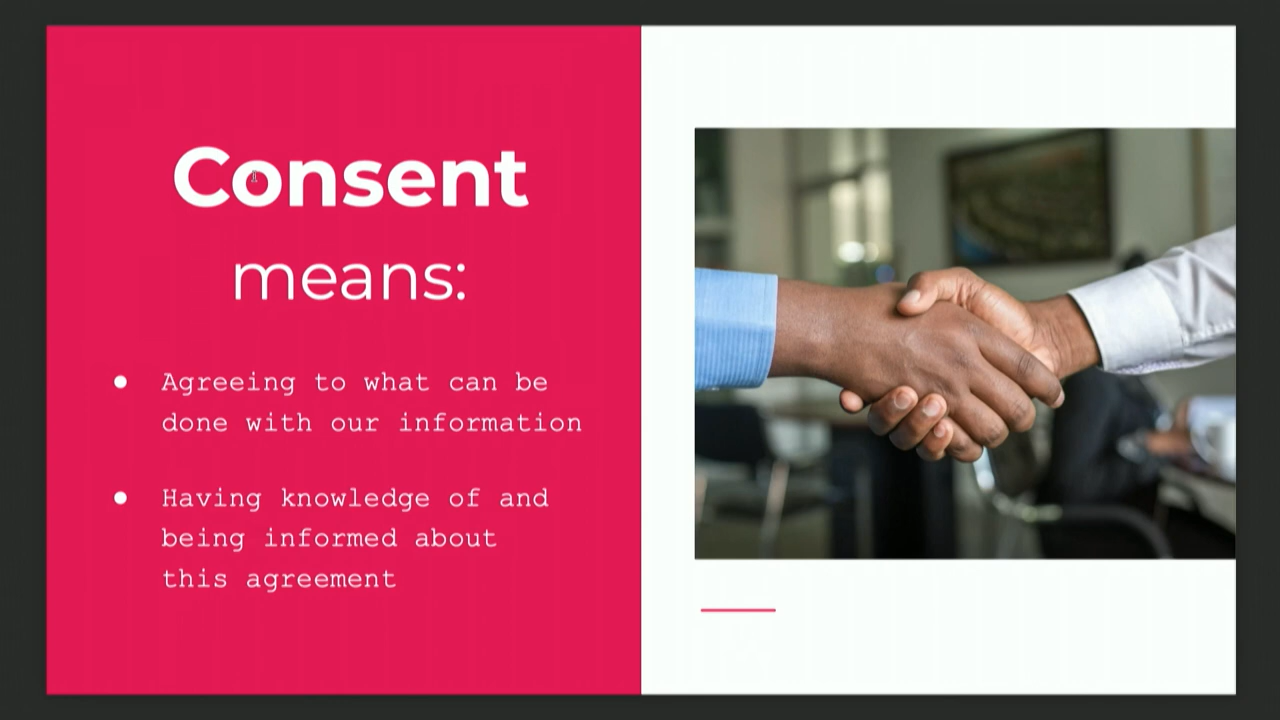 Consent
means:
● Agreeing to what can be
done with our information
● Having knowledge of and
being informed about
this agreement